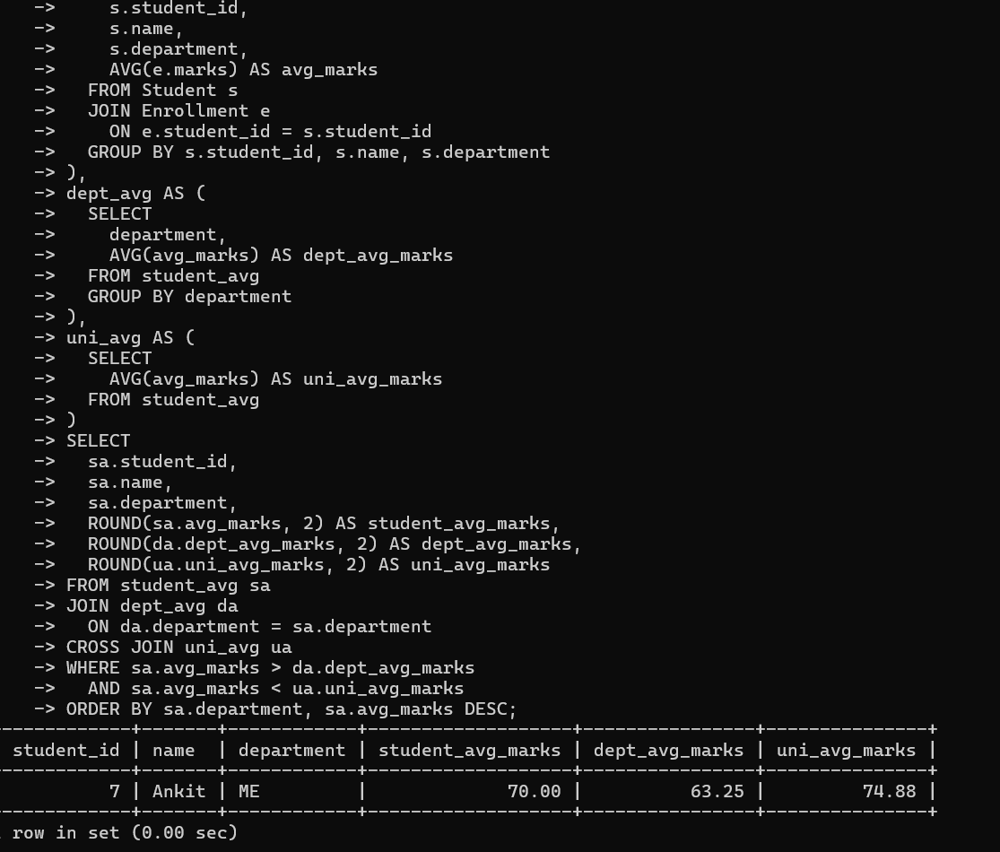 ->     s.student_id,
->     s.name,
->     s.department,
->     AVG(e.marks) AS avg_marks
->   FROM Student s
->   JOIN Enrollment e
->     ON e.student_id = s.student_id
->   GROUP BY s.student_id, s.name, s.department
-> ),
-> dept_avg AS (
->   SELECT
->     department,
->     AVG(avg_marks) AS dept_avg_marks
->   FROM student_avg
->   GROUP BY department
-> ),
-> uni_avg AS (
->   SELECT
->     AVG(avg_marks) AS uni_avg_marks
->   FROM student_avg
-> )
-> SELECT
->   sa.student_id,
->   sa.name,
->   sa.department,
->   ROUND(sa.avg_marks, 2) AS student_avg_marks,
->   ROUND(da.dept_avg_marks, 2) AS dept_avg_marks,
->   ROUND(ua.uni_avg_marks, 2) AS uni_avg_marks
-> FROM student_avg sa
-> JOIN dept_avg da
->   ON da.department = sa.department
-> CROSS JOIN uni_avg ua
-> WHERE sa.avg_marks > da.dept_avg_marks
->   AND sa.avg_marks < ua.uni_avg_marks
-> ORDER BY sa.department, sa.avg_marks DESC;
------------+-------+------------+-------------------+----------------+---------------+
student_id | name  | department | student_avg_marks | dept_avg_marks | uni_avg_marks |
------------+-------+------------+-------------------+----------------+---------------+
         7 | Ankit | ME         |             70.00 |          63.25 |         74.88 |
------------+-------+------------+-------------------+----------------+---------------+
row in set (0.00 sec)